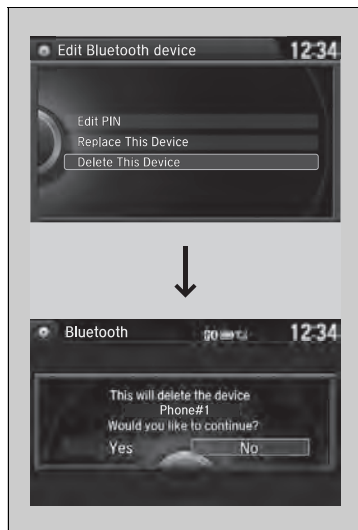 Edit Bluetooth device 12:34
Edit PIN
Replace This Device
Delete This Device
Bluetooth 12:34
This will delete the device
Phone#1
Would you like to continue?
Yes No